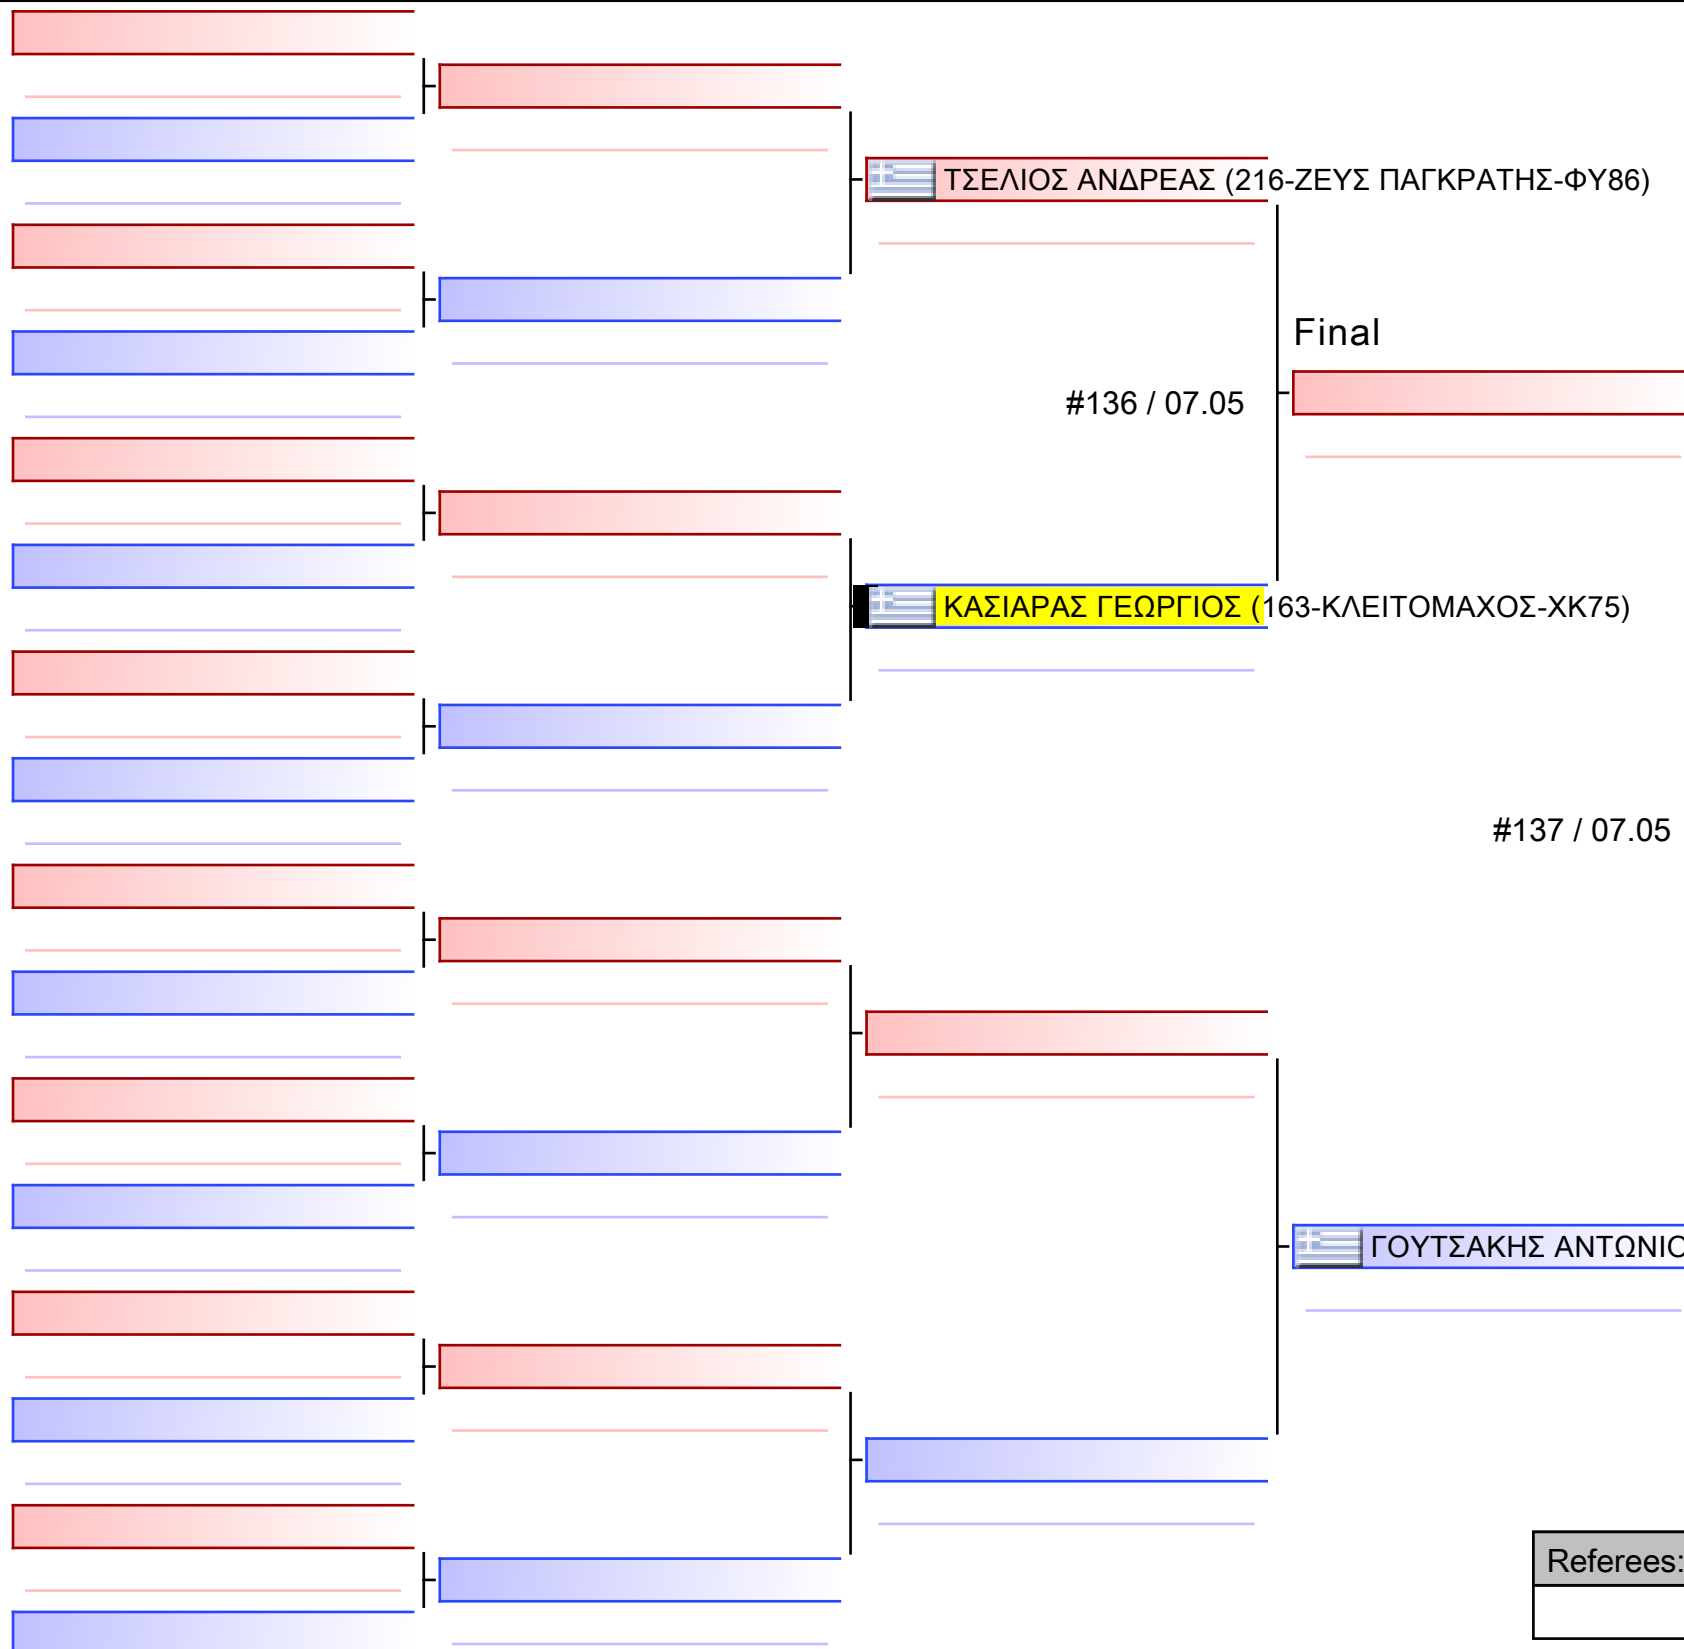 ΤΣΕΛΙΟΣ ΑΝΔΡΕΑΣ (216-ΖΕΥΣ ΠΑΓΚΡΑΤΗΣ-ΦΥ86)
Final
#136 / 07.05
ΚΑΣΙΑΡΑΣ ΓΕΩΡΓΙΟΣ (163-ΚΛΕΙΤΟΜΑΧΟΣ-ΧΚ75)
#137 / 07.05
ΓΟΥΤΣΑΚΗΣ ΑΝΤΩΝΙΟ
Referees: